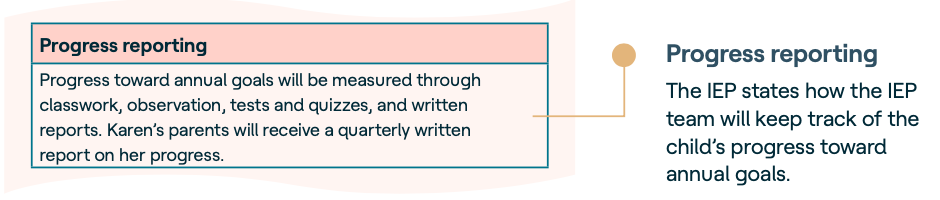 Progress reporting
Progress toward annual goals will be measured through
classwork, observation, tests and quizzes, and written
reports. Karen’s parents will receive a quarterly written
report on her progress.
Progress reporting
The IEP states how the IEP
team will keep track of the
child’s progress toward
annual goals.